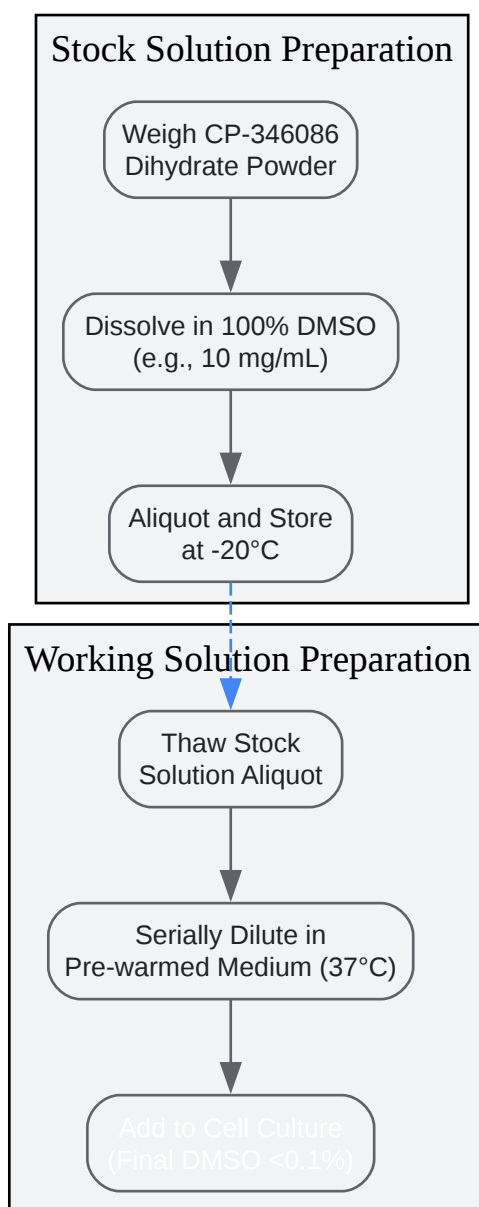 Stock Solution Preparation
Weigh CP-346086
Dihydrate Powder
Dissolve in 100% DMSO
(e.g., 10 mg/mL)
Aliquot and Store
at -20°C
Working Solution Preparation
Thaw Stock
Solution Aliquot
Serially Dilute in
Pre-warmed Medium (37°C)
Add to Cell Culture
(Final DMSO <0.1%)